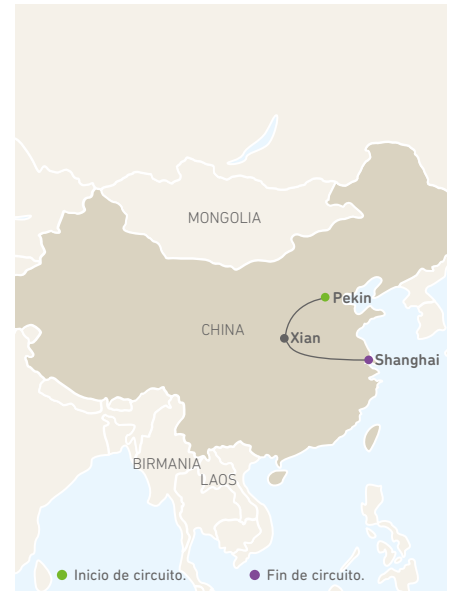 MONGOLIA
Pekin
CHINA
Xian
Shanghai
BIRMANIA
LAOS
Inicio de circuito.
Fin de circuito.